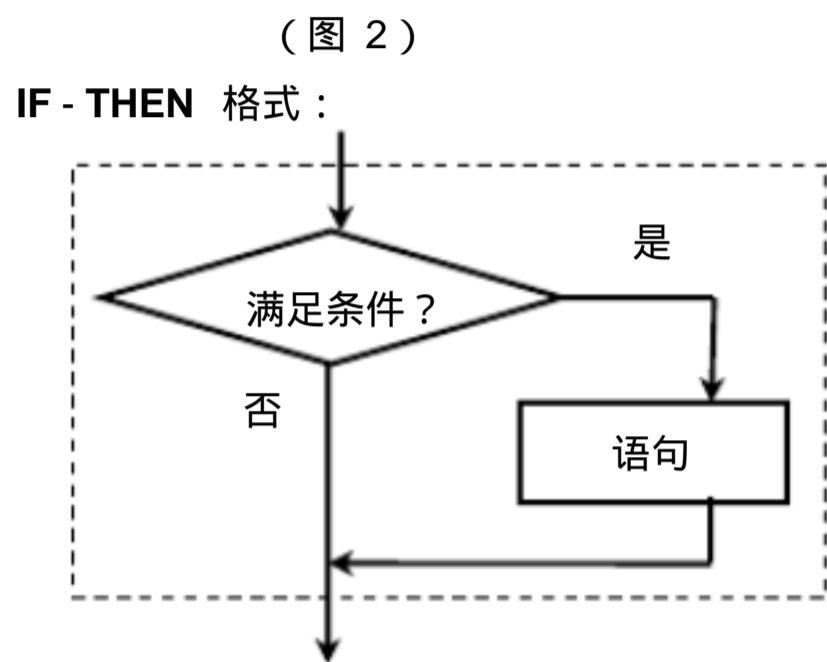 （图 2）
IF - THEN 格式：
是
满足条件？
否
语句